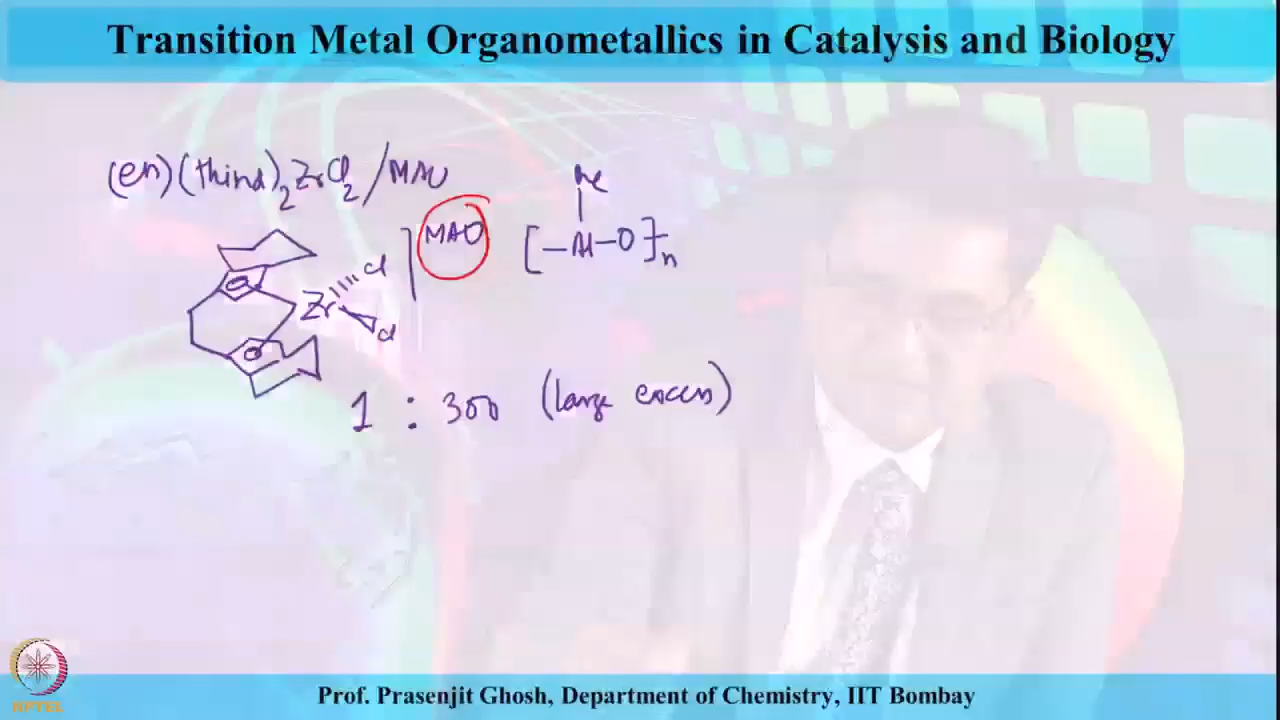 Transition Metal Organometallics in Catalysis and Biology
(en)(thind)₂ZrCl₂/MAO
Me
MAO [–Al–O]n
Cl
Zr
Cl
1 : 300 (large excess)
NPTEL
Prof. Prasenjit Ghosh, Department of Chemistry, IIT Bombay